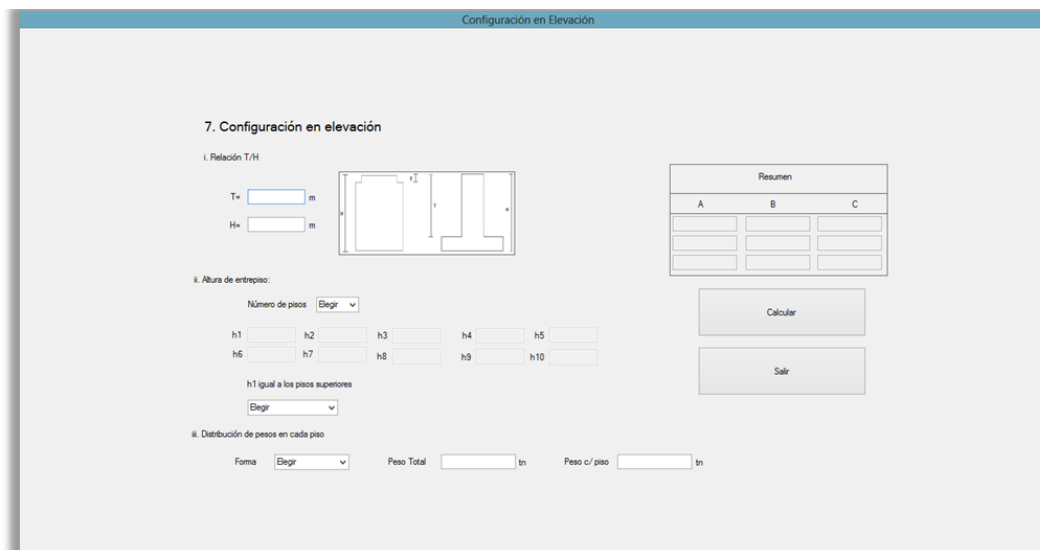 Configuración en Elevación
7. Configuración en elevación
i. Relación T/H
T= m
H= m
H T T H
Resumen
A B C
ii. Altura de entrepiso:
Número de pisos Elegir
h1 h2 h3 h4 h5
h6 h7 h8 h9 h10
h1 igual a los pisos superiores
Elegir
iii. Distribución de pesos en cada piso
Forma Elegir Peso Total tn Peso c/ piso tn
Calcular
Salir